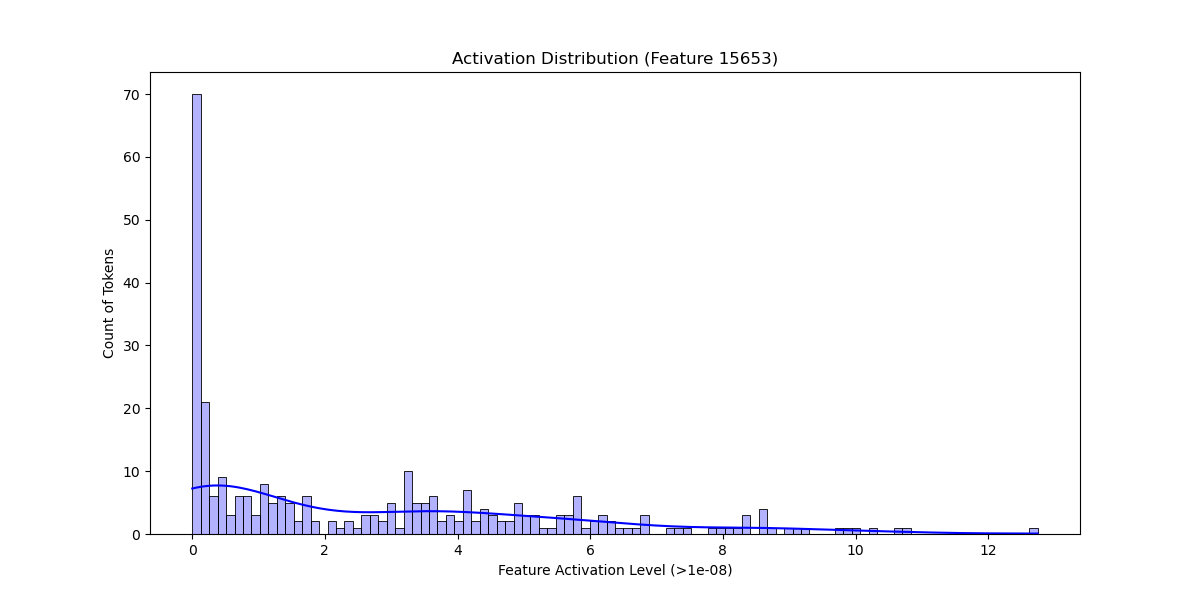 Activation Distribution (Feature 15653)
70
60
50
40
30
20
10
0
Count of Tokens
0 2 4 6 8 10 12
Feature Activation Level (>1e-08)